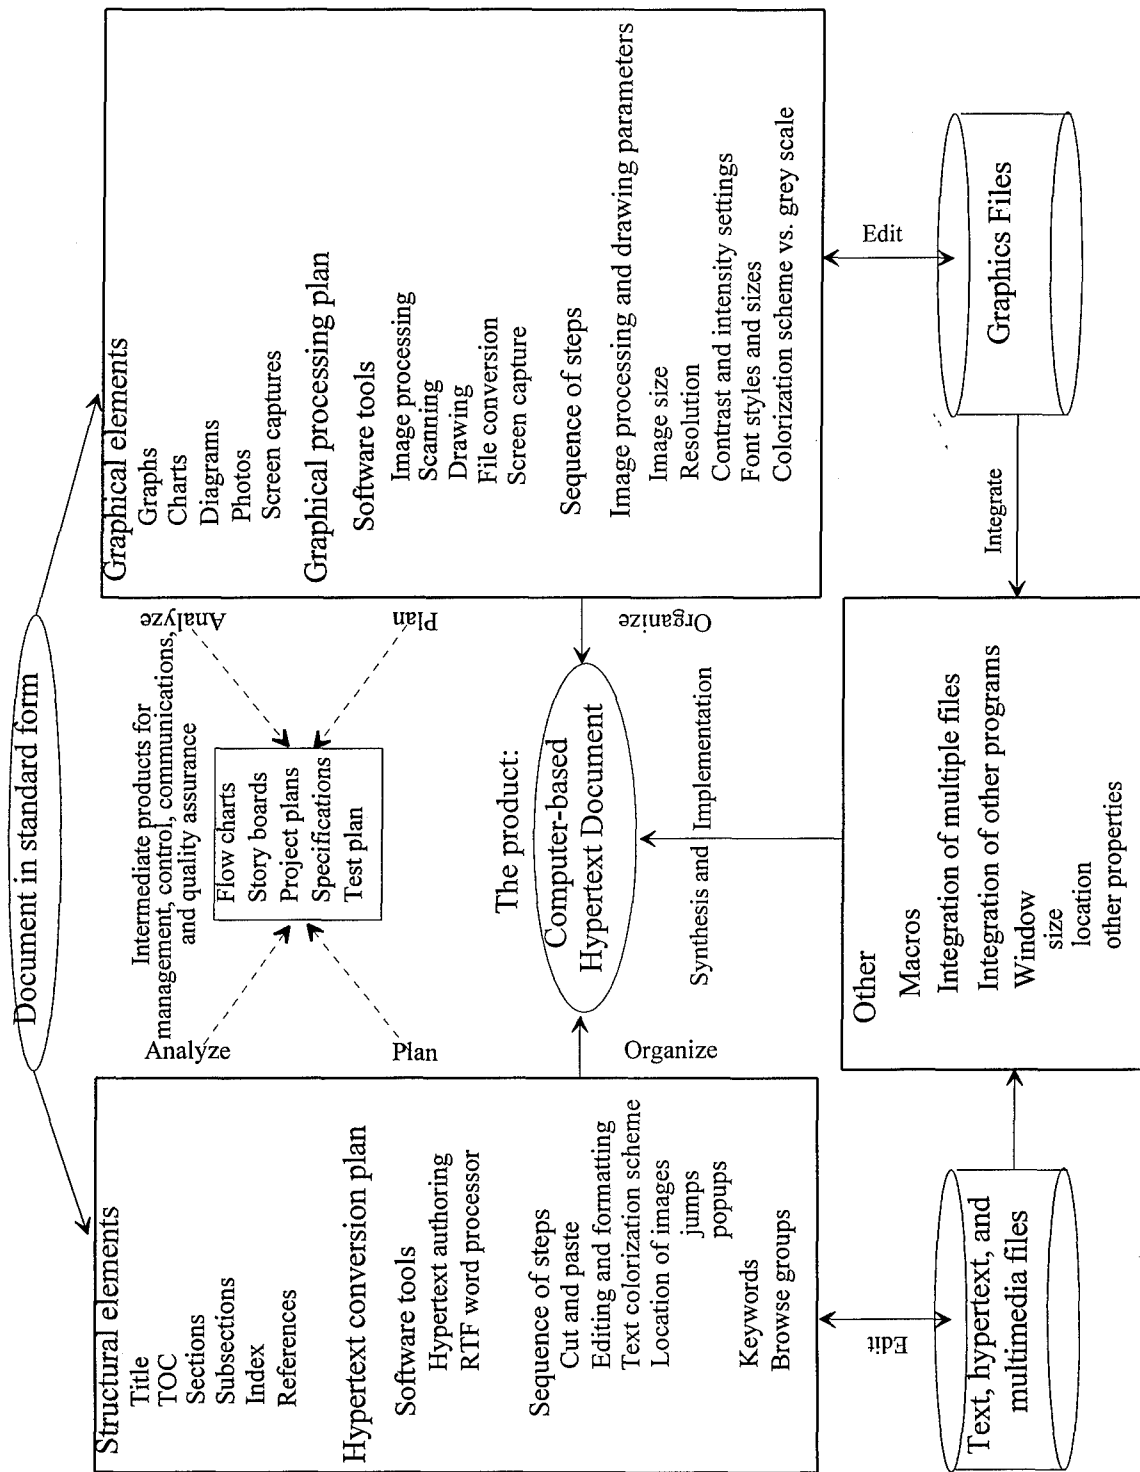 Document in standard form
Structural elements
Title
TOC
Sections
Subsections
Index
References
Hypertext conversion plan
Software tools
Hypertext authoring
RTF word processor
Sequence of steps
Cut and paste
Editing and formatting
Text colorization scheme
Location of images
jumps
popups
Keywords
Browse groups
Analyze
Plan
Organize
Intermediate products for
management, control, communications,
and quality assurance
Flow charts
Story boards
Project plans
Specifications
Test plan
The product:
Computer-based
Hypertext Document
Synthesis and Implementation
Analyze
Plan
Organize
Graphical elements
Graphs
Charts
Diagrams
Photos
Screen captures
Graphical processing plan
Software tools
Image processing
Scanning
Drawing
File conversion
Screen capture
Sequence of steps
Image processing and drawing parameters
Image size
Resolution
Contrast and intensity settings
Font styles and sizes
Colorization scheme vs. grey scale
Edit
Text, hypertext, and
multimedia files
Other
Macros
Integration of multiple files
Integration of other programs
Window
size
location
other properties
Integrate
Edit
Graphics Files